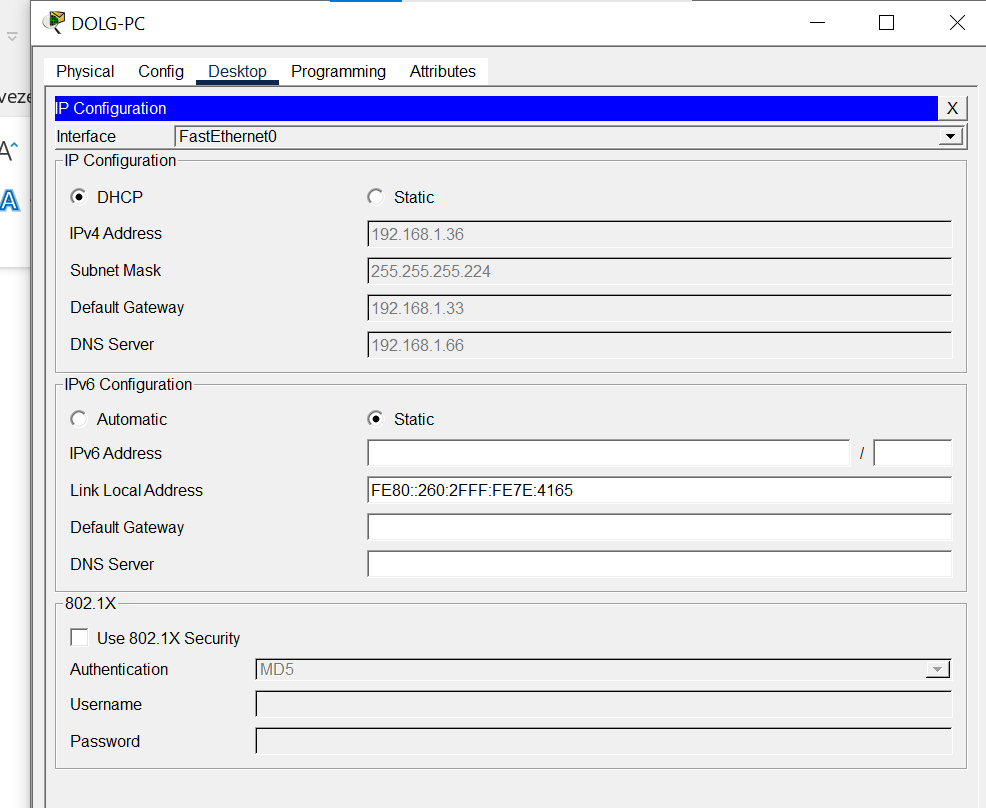 DOLG-PC
Physical Config Desktop Programming Attributes
veze
IP Configuration X
Interface FastEthernet0
IP Configuration
DHCP Static
IPv4 Address 192.168.1.36
Subnet Mask 255.255.255.224
Default Gateway 192.168.1.33
DNS Server 192.168.1.66
IPv6 Configuration
Automatic Static
IPv6 Address /
Link Local Address FE80::260:2FFF:FE7E:4165
Default Gateway
DNS Server
802.1X
Use 802.1X Security
Authentication MD5
Username
Password
A
A